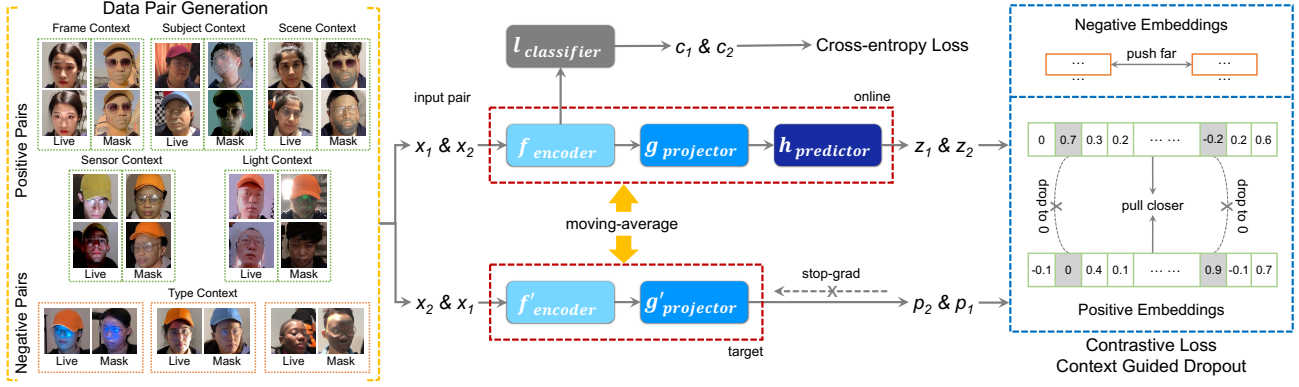 Data Pair Generation
Frame Context
Subject Context
Scene Context
Live
Mask
Live
Mask
Live
Mask
Sensor Context
Light Context
Live
Mask
Live
Mask
Positive Pairs
Type Context
Live
Mask
Live
Mask
Live
Mask
Negative Pairs
l classifier
c1 & c2
Cross-entropy Loss
input pair
online
x1 & x2
f encoder
g projector
h predictor
z1 & z2
moving-average
stop-grad
x2 & x1
f' encoder
g' projector
p2 & p1
target
Negative Embeddings
...
push far
...
...
...
0 0.7 0.3 0.2 ... ... -0.2 0.2 0.6
drop to 0
pull closer
drop to 0
-0.1 0 0.4 0.1 ... ... 0.9 -0.1 0.7
Positive Embeddings
Contrastive Loss
Context Guided Dropout